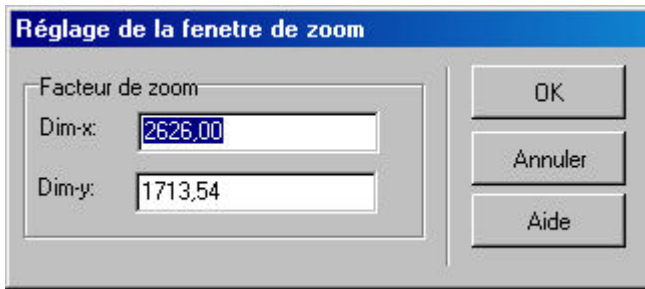 Réglage de la fenetre de zoom
Facteur de zoom
Dim-x: 2626,00
Dim-y: 1713,54
OK
Annuler
Aide